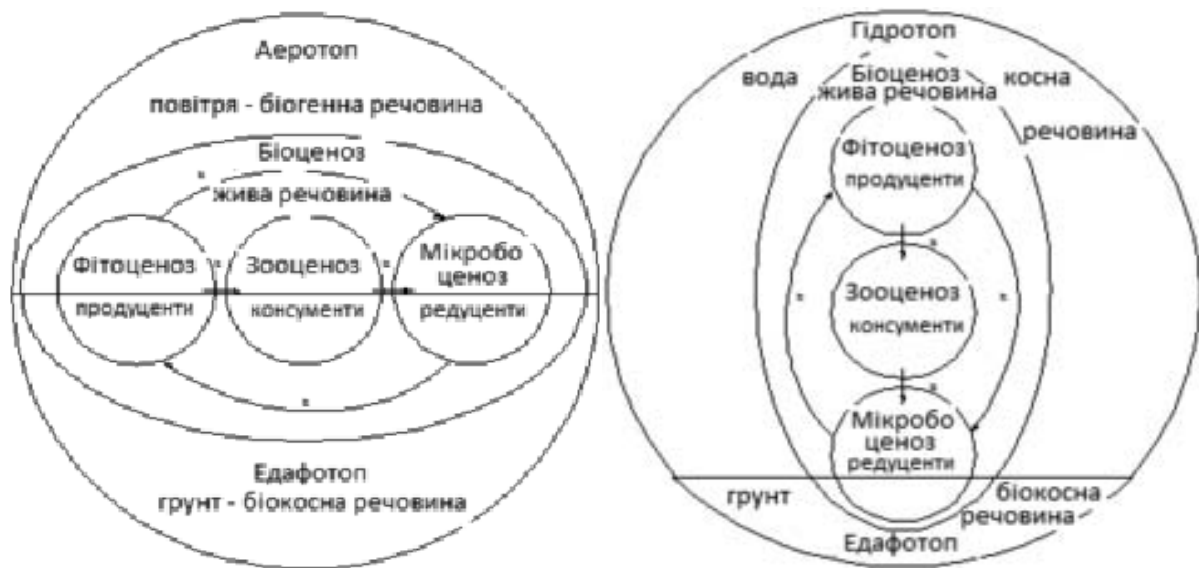 Аеротоп
повітря - біогенна речовина
Біоценоз
жива речовина
Фітоценоз
продуценти
Зооценоз
консументи
Мікробо
ценоз
редуценти
Едафотоп
грунт - біокосна речовина
Гідротоп
вода
Біоценоз
жива речовина
косна
речовина
Фітоценоз
продуценти
Зооценоз
консументи
Мікробо
ценоз
редуценти
грунт
біокосна
речовина
Едафотоп